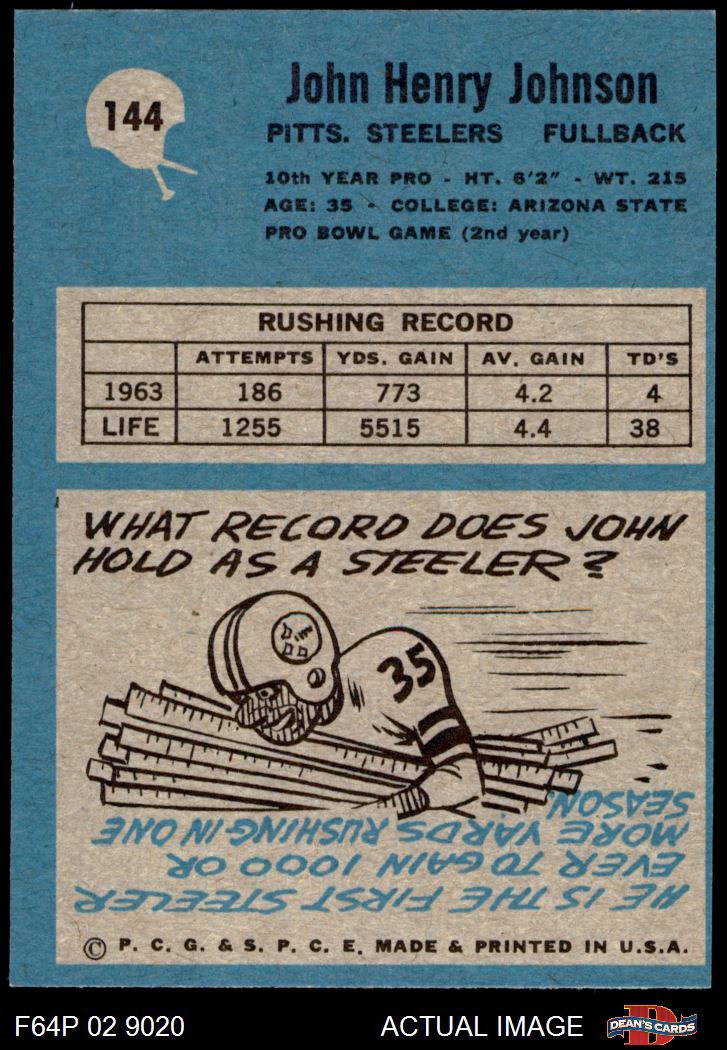 144
John Henry Johnson
PITTS. STEELERS FULLBACK
10th YEAR PRO - HT. 6'2" - WT. 215
AGE: 35 - COLLEGE: ARIZONA STATE
PRO BOWL GAME (2nd year)
RUSHING RECORD
ATTEMPTS YDS. GAIN AV. GAIN TD'S
1963 186 773 4.2 4
LIFE 1255 5515 4.4 38
WHAT RECORD DOES JOHN
HOLD AS A STEELER?
35
HE IS THE FIRST STEELER
EVER TO GAIN 1000 OR
MORE YARDS RUSHING IN ONE
SEASON.
© P. C. G. & S. P. C. E. MADE & PRINTED IN U.S.A.
F64P 02 9020 ACTUAL IMAGE DEAN'S CARDS